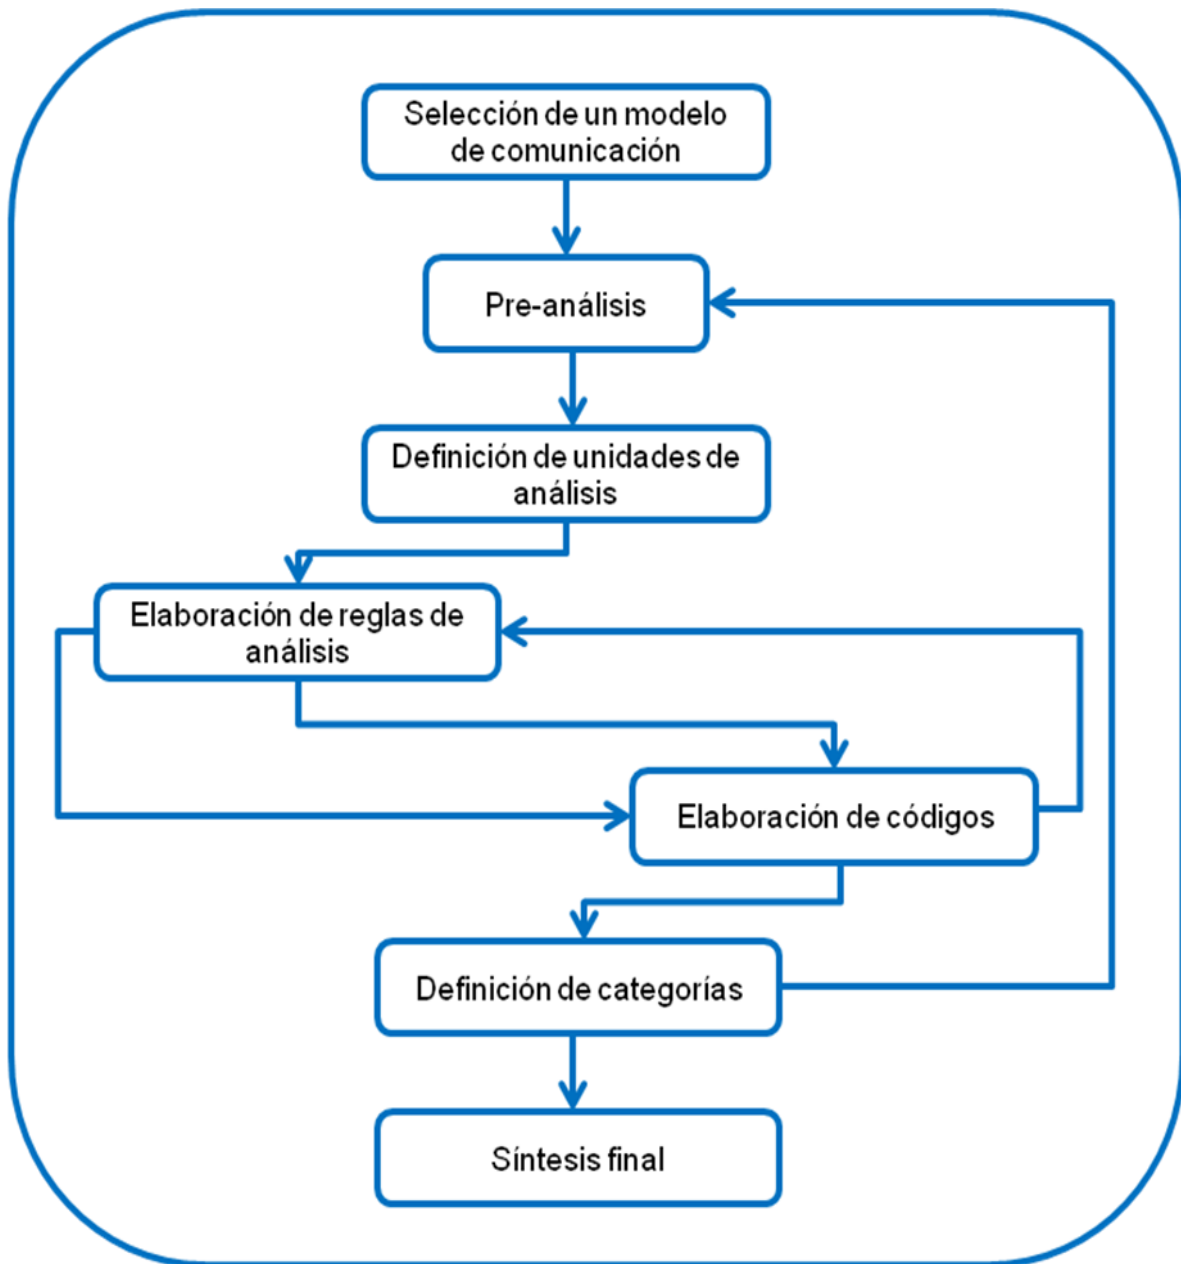 Selección de un modelo
de comunicación
Pre-análisis
Definición de unidades de
análisis
Elaboración de reglas de
análisis
Elaboración de códigos
Definición de categorías
Síntesis final